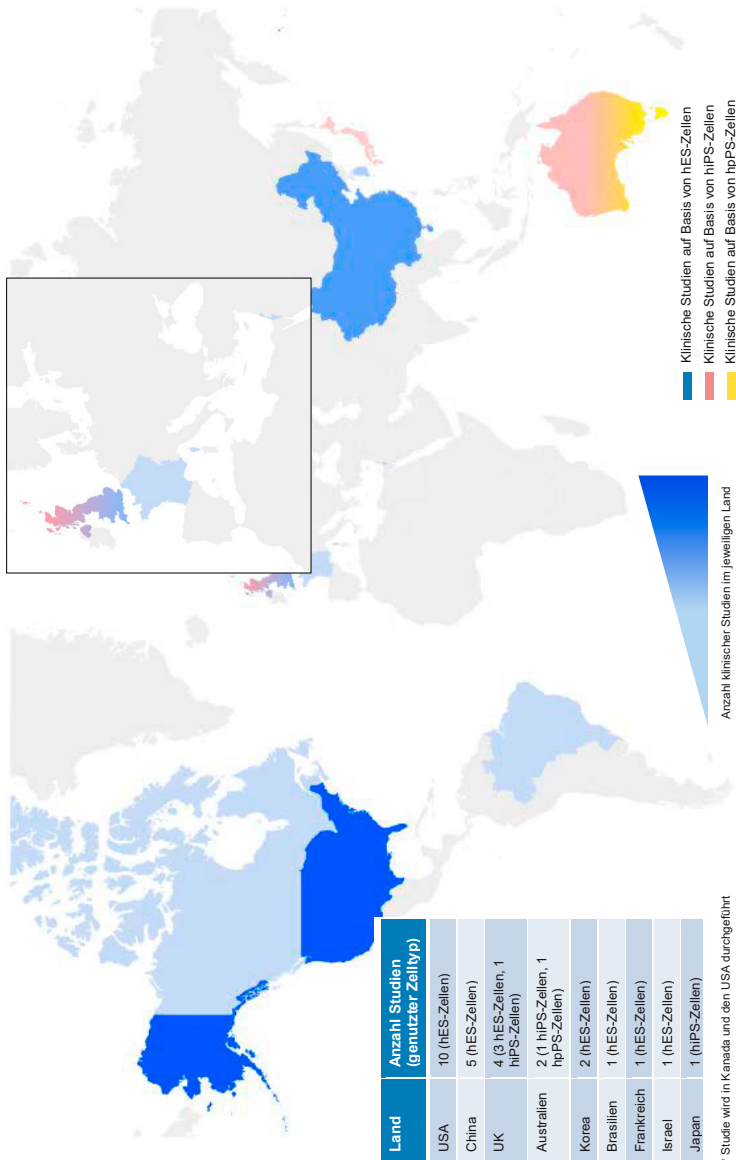 Land
Anzahl Studien
(genutzter Zelltyp)
USA
10 (hES-Zellen)
China
5 (hES-Zellen)
UK
4 (3 hES-Zellen, 1
hiPS-Zellen)
Australien
2 (1 hiPS-Zellen, 1
hpPS-Zellen)
Korea
2 (hES-Zellen)
Brasilien
1 (hES-Zellen)
Frankreich
1 (hES-Zellen)
Israel
1 (hES-Zellen)
Japan
1 (hiPS-Zellen)
* Studie wird in Kanada und den USA durchgeführt
Anzahl klinischer Studien im jeweiligen Land
Klinische Studien auf Basis von hES-Zellen
Klinische Studien auf Basis von hiPS-Zellen
Klinische Studien auf Basis von hpPS-Zellen